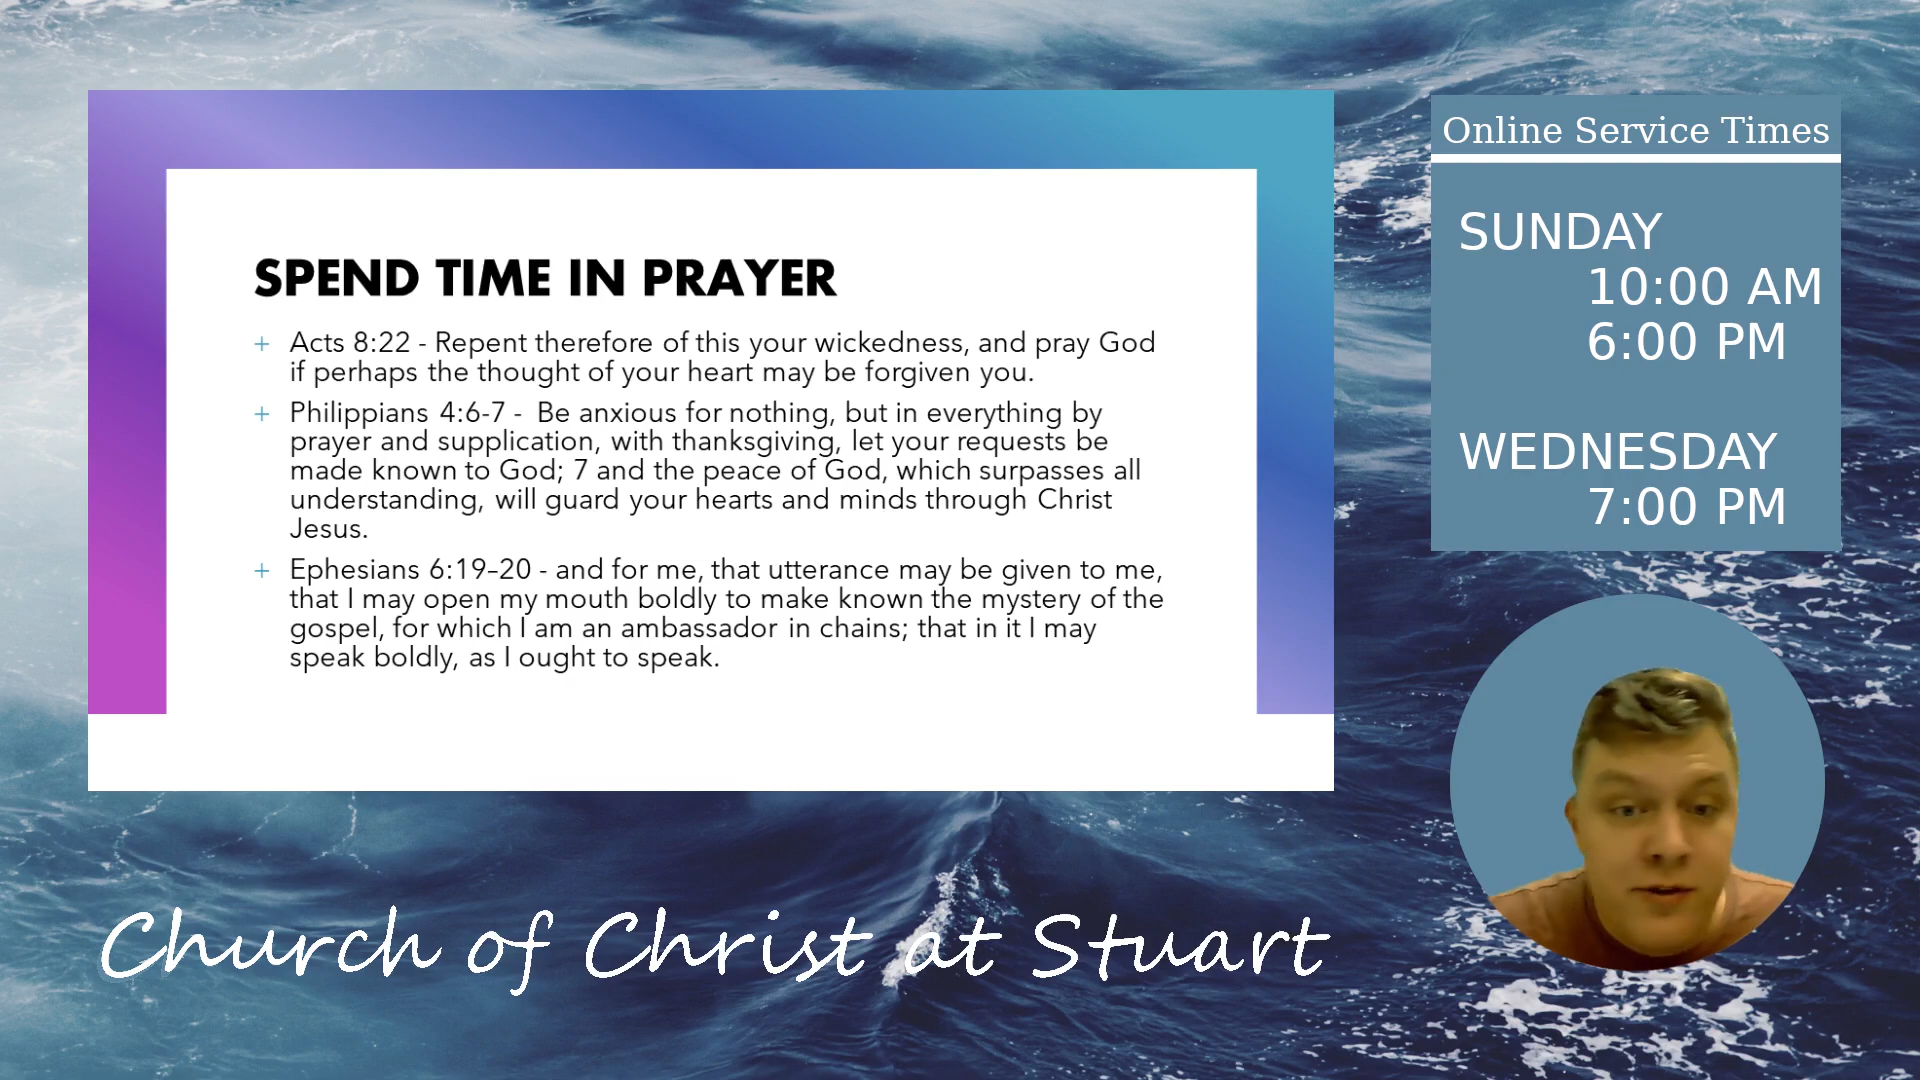 SPEND TIME IN PRAYER
+ Acts 8:22 - Repent therefore of this your wickedness, and pray God
if perhaps the thought of your heart may be forgiven you.
+ Philippians 4:6-7 -  Be anxious for nothing, but in everything by
prayer and supplication, with thanksgiving, let your requests be
made known to God; 7 and the peace of God, which surpasses all
understanding, will guard your hearts and minds through Christ
Jesus.
+ Ephesians 6:19–20 - and for me, that utterance may be given to me,
that I may open my mouth boldly to make known the mystery of the
gospel, for which I am an ambassador in chains; that in it I may
speak boldly, as I ought to speak.
Online Service Times
SUNDAY
10:00 AM
6:00 PM
WEDNESDAY
7:00 PM
Church of Christ at Stuart